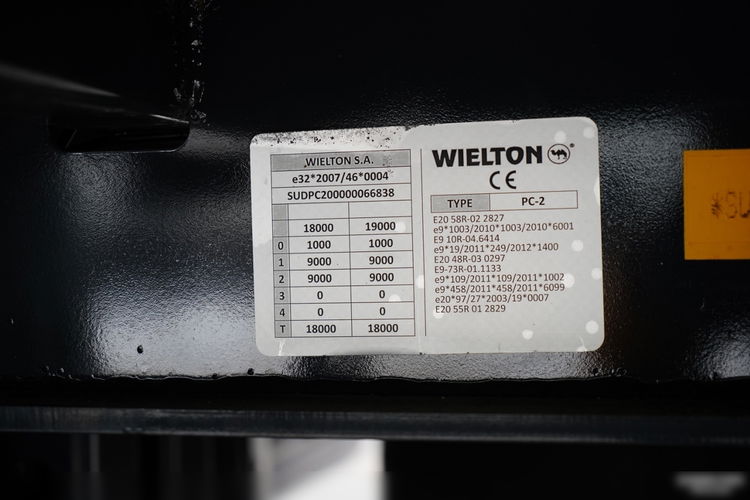 WIELTON S.A.
e32*2007/46*0004
SUDPC200000066838
18000 19000
0 1000 1000
1 9000 9000
2 9000 9000
3 0 0
4 0 0
T 18000 18000
WIELTON ®
CE
TYPE PC-2
E20 58R-02 2827
e9*1003/2010*1003/2010*6001
E9 10R-04.6414
e9*19/2011*249/2012*1400
E20 48R-03 0297
E9-73R-01.1133
e9*109/2011*109/2011*1002
e9*458/2011*458/2011*6099
e20*97/27*2003/19*0007
E20 55R 01 2829
*SU